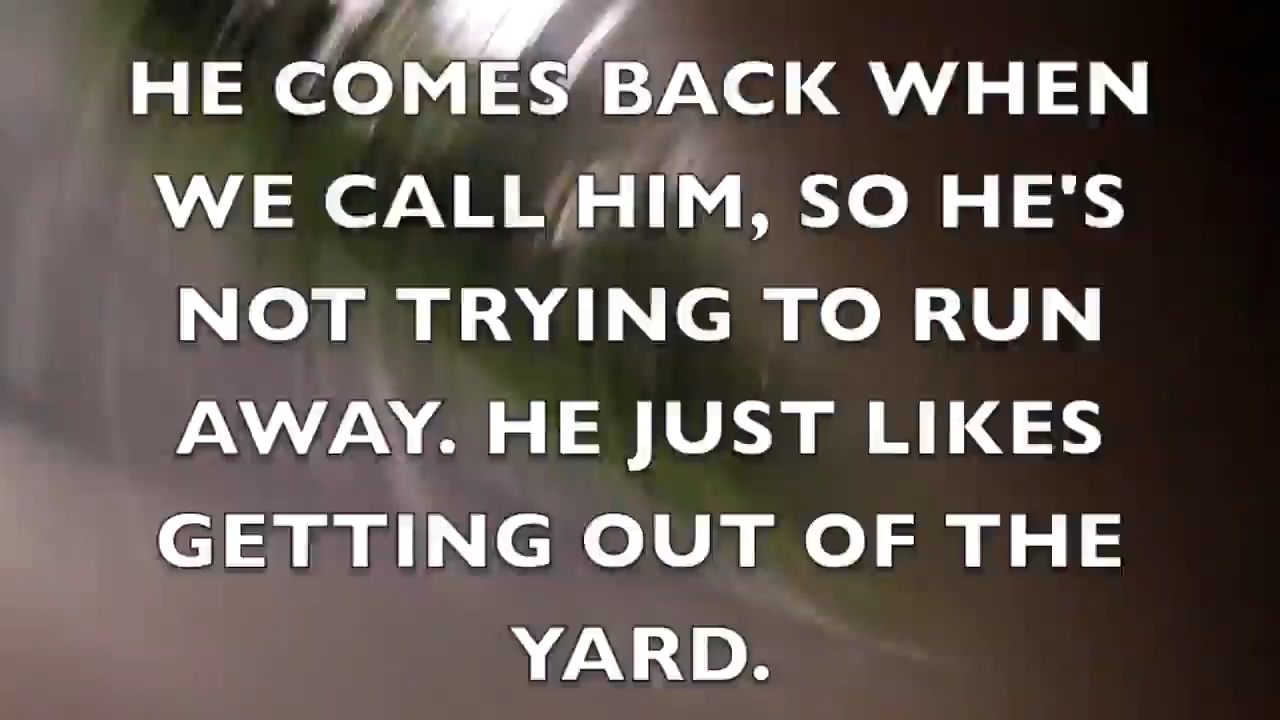 HE COMES BACK WHEN
WE CALL HIM, SO HE'S
NOT TRYING TO RUN
AWAY. HE JUST LIKES
GETTING OUT OF THE
YARD.